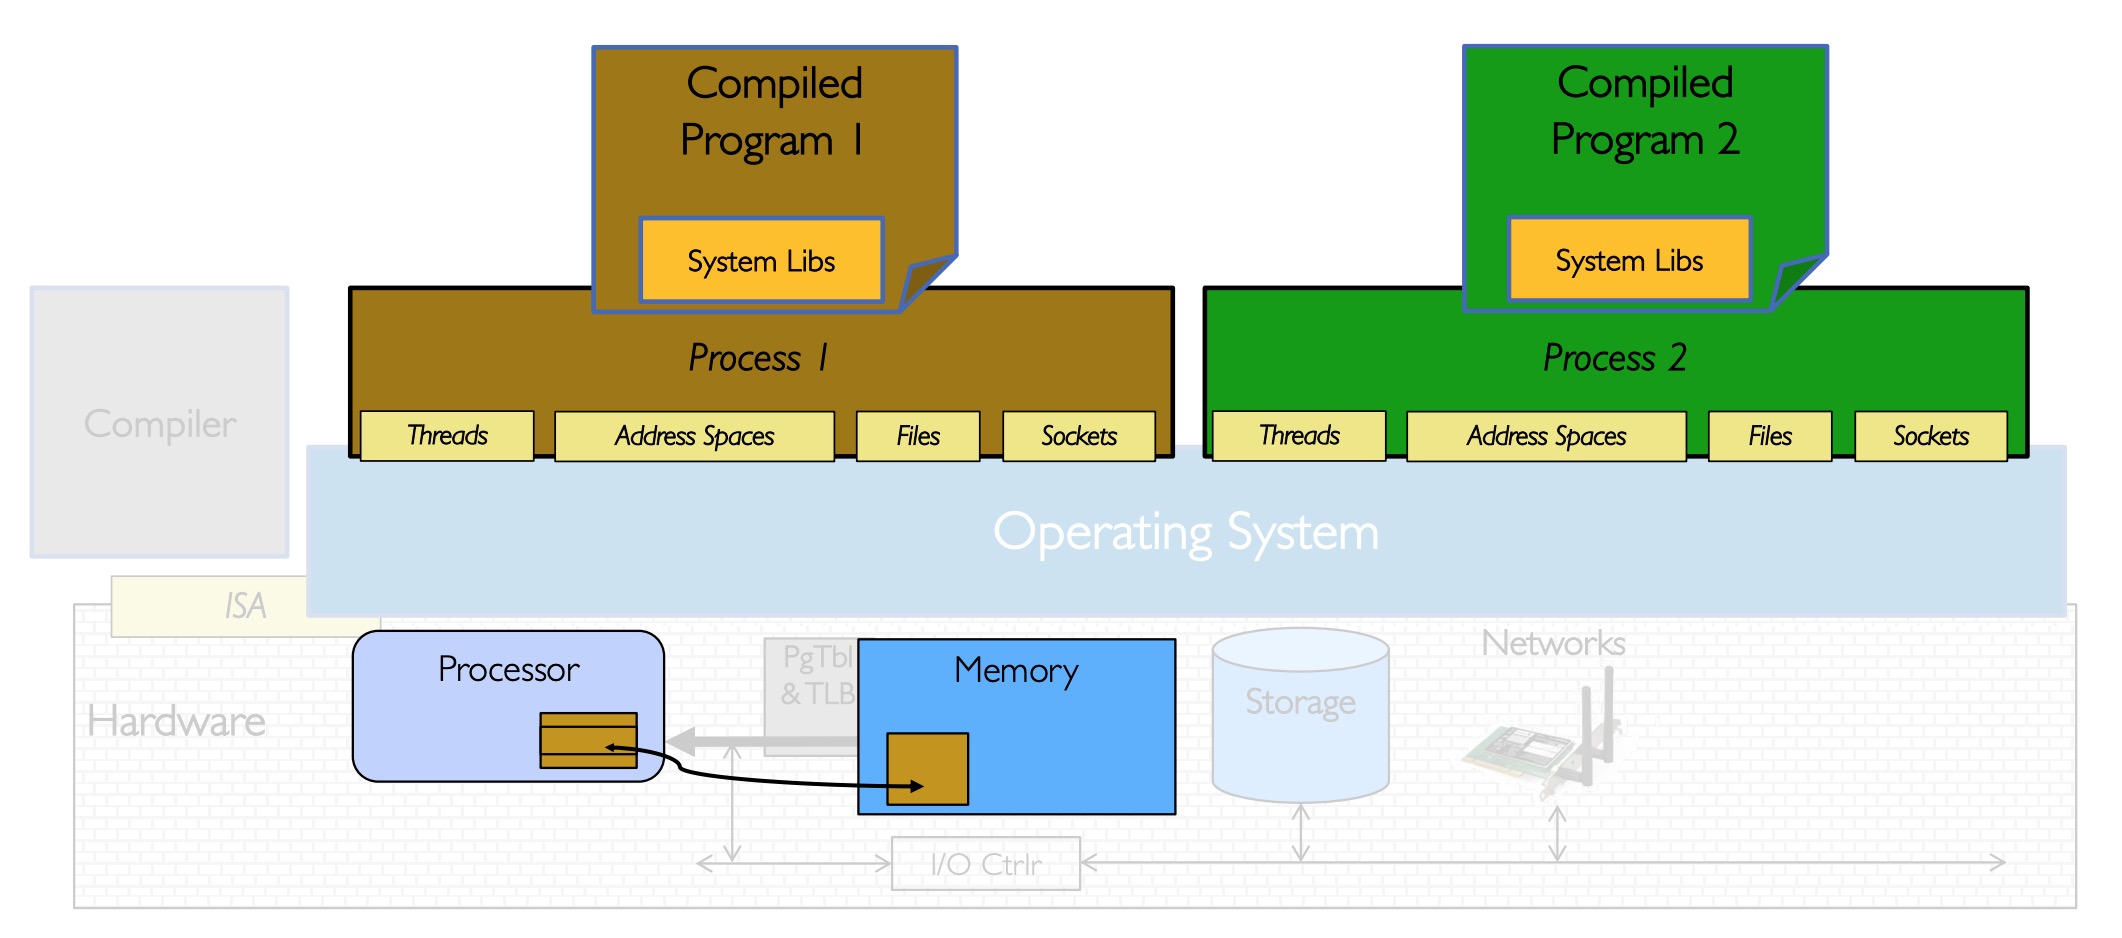 Compiled
Program 1
System Libs
Compiled
Program 2
System Libs
Process 1
Process 2
Compiler
Threads
Address Spaces
Files
Sockets
Threads
Address Spaces
Files
Sockets
Operating System
ISA
Hardware
Processor
PgTbl
& TLB
Memory
Storage
Networks
I/O Ctrlr